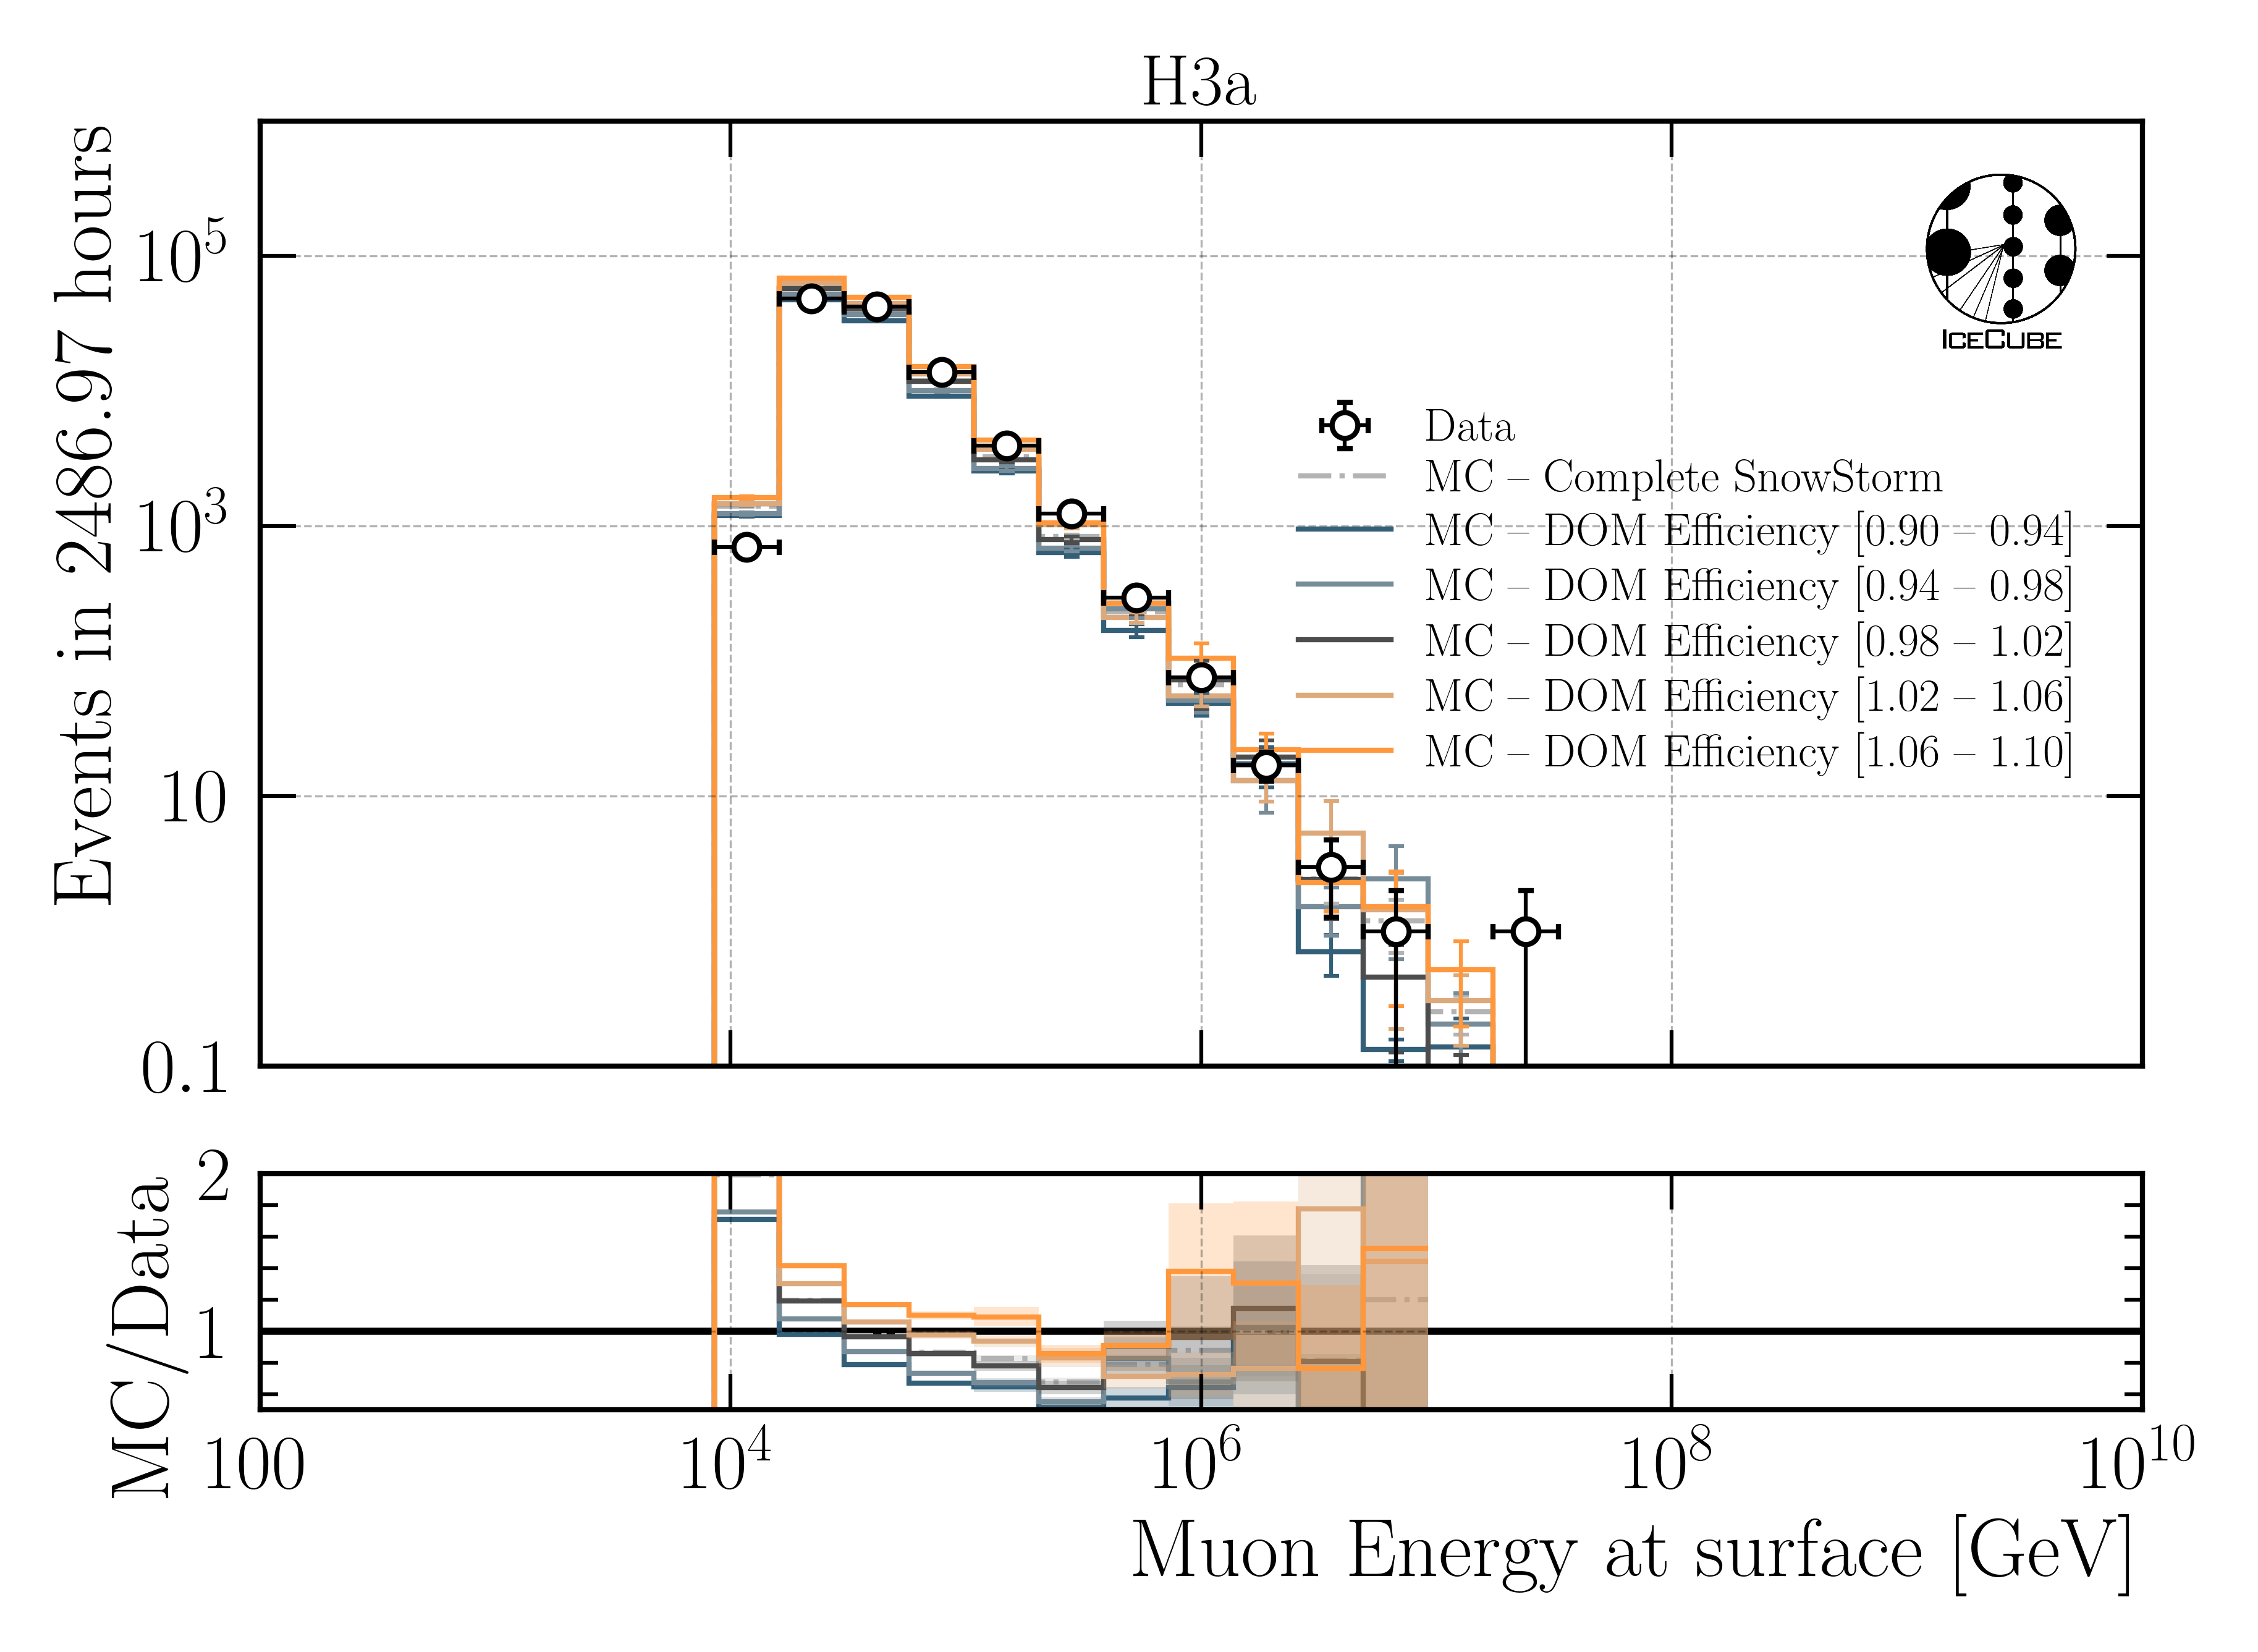 H3a
Events in 2486.97 hours
10^5
10^3
10
0.1
ICECUBE
Data
MC – Complete SnowStorm
MC – DOM Efficiency [0.90 – 0.94]
MC – DOM Efficiency [0.94 – 0.98]
MC – DOM Efficiency [0.98 – 1.02]
MC – DOM Efficiency [1.02 – 1.06]
MC – DOM Efficiency [1.06 – 1.10]
MC/Data
2
1
100 10^4 10^6 10^8 10^10
Muon Energy at surface [GeV]